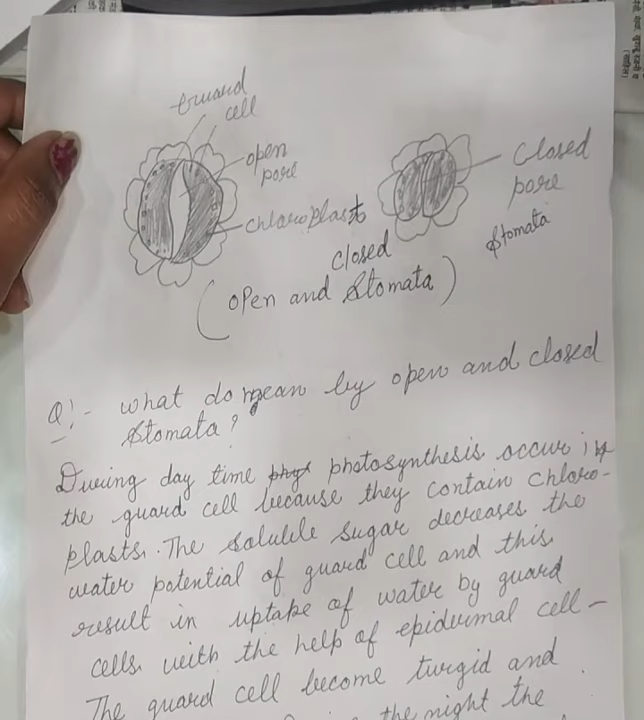 Guard
cell
open
pore
chloroplast
closed
pore
Stomata
closed
(open and Stomata)
Q:- what do mean by open and closed
Stomata?
During day time phys photosynthesis occur in
the guard cell because they contain chloro-
plasts. The soluble sugar decreases the
water potential of guard cell and this
result in uptake of water by guard
cells with the help of epidermal cell-
The guard cell become turgid and
the night the